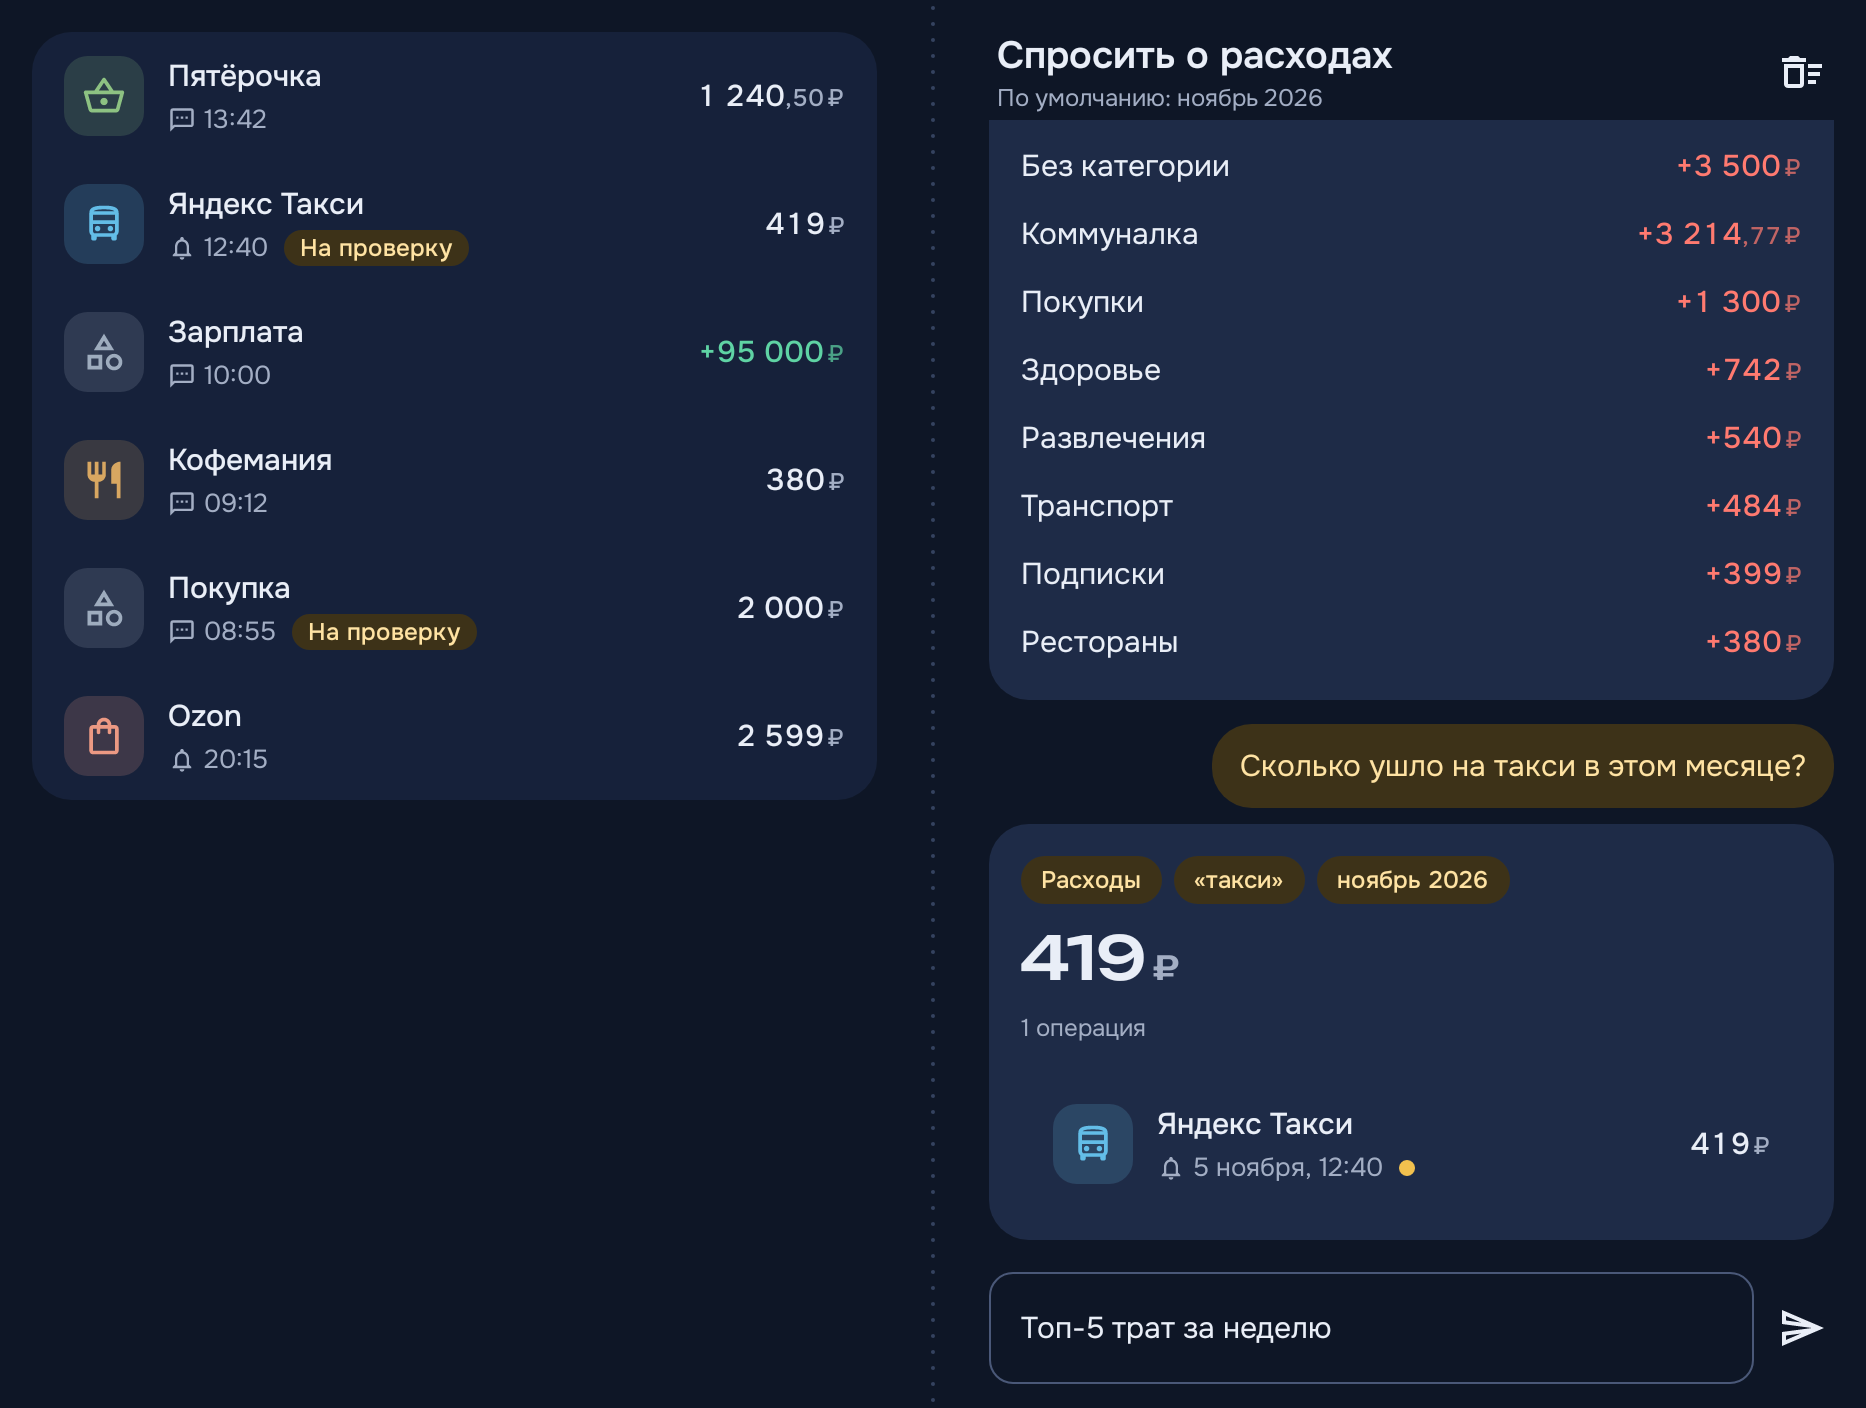 Пятёрочка
13:42
1 240,50 ₽
Яндекс Такси
12:40 На проверку
419 ₽
Зарплата
10:00
+95 000 ₽
Кофемания
09:12
380 ₽
Покупка
08:55 На проверку
2 000 ₽
Ozon
20:15
2 599 ₽
Спросить о расходах
По умолчанию: ноябрь 2026
Без категории +3 500 ₽
Коммуналка +3 214,77 ₽
Покупки +1 300 ₽
Здоровье +742 ₽
Развлечения +540 ₽
Транспорт +484 ₽
Подписки +399 ₽
Рестораны +380 ₽
Сколько ушло на такси в этом месяце?
Расходы «такси» ноябрь 2026
419 ₽
1 операция
Яндекс Такси
5 ноября, 12:40
419 ₽
Топ-5 трат за неделю